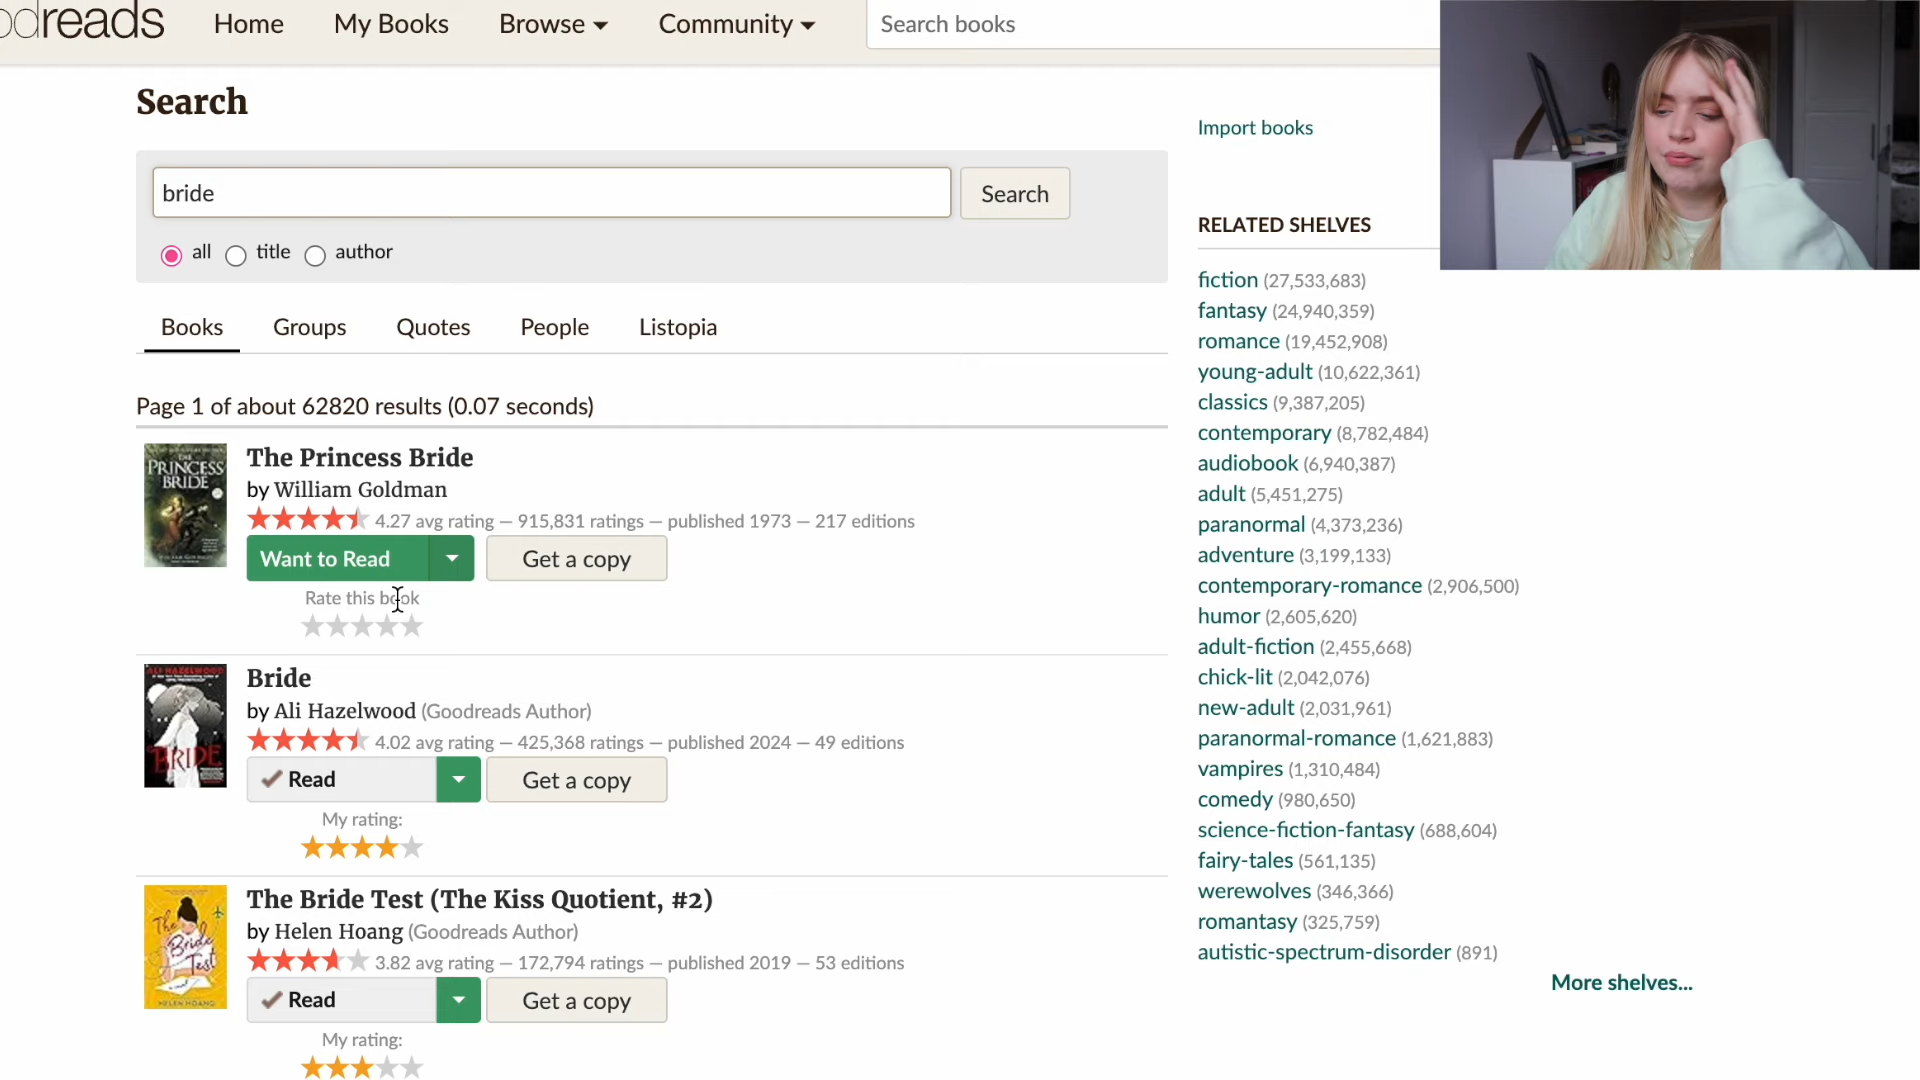 odreads Home My Books Browse Community Search books
Search
bride Search
all title author
Books Groups Quotes People Listopia
Page 1 of about 62820 results (0.07 seconds)
THE PRINCESS BRIDE
The Princess Bride
by William Goldman
4.27 avg rating — 915,831 ratings — published 1973 — 217 editions
Want to Read Get a copy
Rate this book
ALI HAZELWOOD
BRIDE
Bride
by Ali Hazelwood (Goodreads Author)
4.02 avg rating — 425,368 ratings — published 2024 — 49 editions
Read Get a copy
My rating:
The Bride Test
HELEN HOANG
The Bride Test (The Kiss Quotient, #2)
by Helen Hoang (Goodreads Author)
3.82 avg rating — 172,794 ratings — published 2019 — 53 editions
Read Get a copy
My rating:
Import books
RELATED SHELVES
fiction (27,533,683)
fantasy (24,940,359)
romance (19,452,908)
young-adult (10,622,361)
classics (9,387,205)
contemporary (8,782,484)
audiobook (6,940,387)
adult (5,451,275)
paranormal (4,373,236)
adventure (3,199,133)
contemporary-romance (2,906,500)
humor (2,605,620)
adult-fiction (2,455,668)
chick-lit (2,042,076)
new-adult (2,031,961)
paranormal-romance (1,621,883)
vampires (1,310,484)
comedy (980,650)
science-fiction-fantasy (688,604)
fairy-tales (561,135)
werewolves (346,366)
romantasy (325,759)
autistic-spectrum-disorder (891)
More shelves...